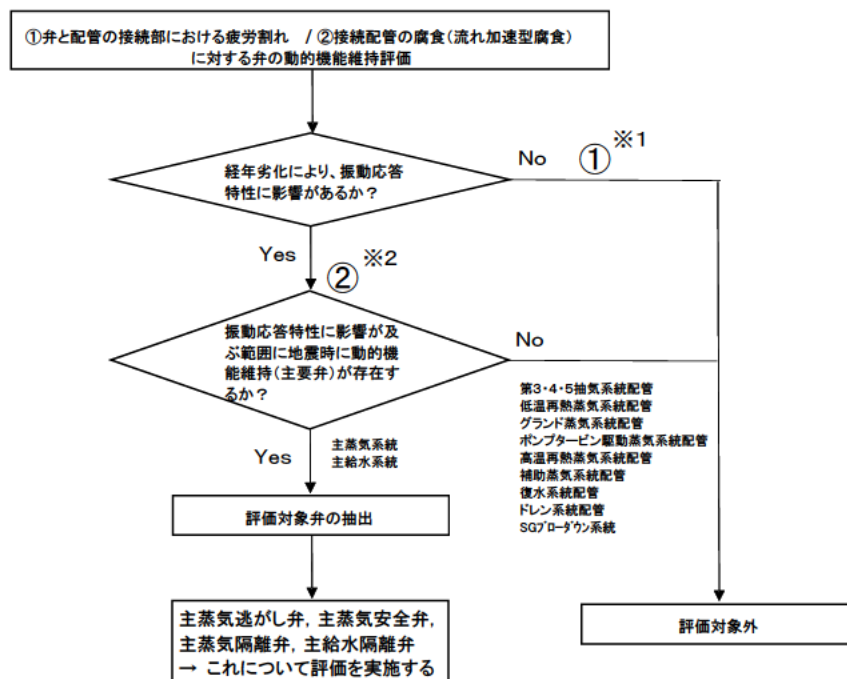 ①弁と配管の接続部における疲労割れ /②接続配管の腐食(流れ加速型腐食)
に対する弁の動的機能維持評価
経年劣化により、振動応答
特性に影響があるか?
No ①※1
Yes
②※2
振動応答特性に影響が及
ぶ範囲に地震時に動的機
能維持(主要弁)が存在す
るか?
No
第3・4・5抽気系統配管
低温再熱蒸気系統配管
グランド蒸気系統配管
ポンプタービン駆動蒸気系統配管
高温再熱蒸気系統配管
補助蒸気系統配管
復水系統配管
ドレン系統配管
SGブローダウン系統
Yes
主蒸気系統
主給水系統
評価対象弁の抽出
主蒸気逃がし弁, 主蒸気安全弁,
主蒸気隔離弁, 主給水隔離弁
→ これについて評価を実施する
評価対象外